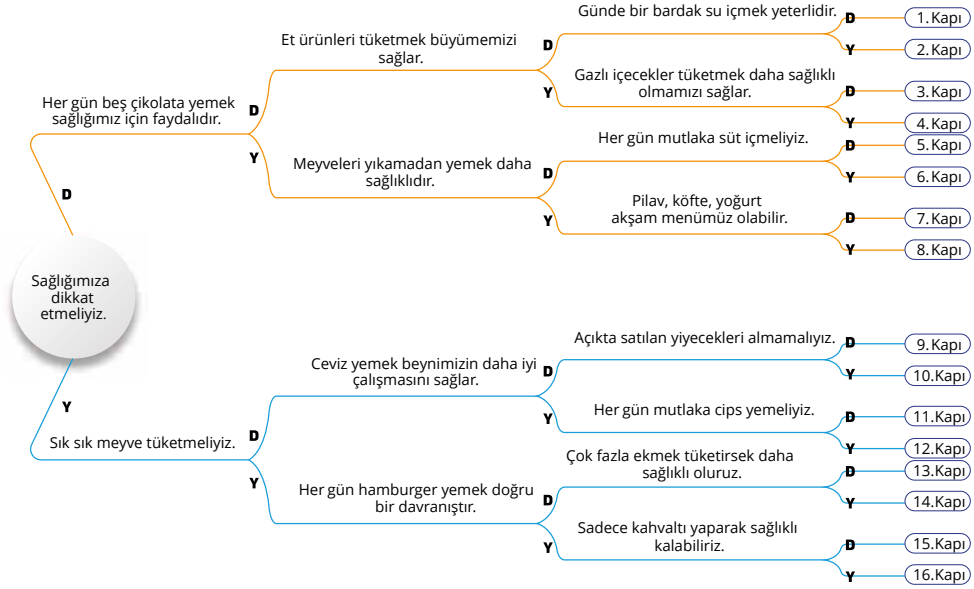 Sağlığımıza
dikkat
etmeliyiz.
D
Y
Her gün beş çikolata yemek
sağlığımız için faydalıdır.
D
Y
Sık sık meyve tüketmeliyiz.
D
Y
Et ürünleri tüketmek büyümemizi
sağlar.
D
Y
Meyveleri yıkamadan yemek daha
sağlıklıdır.
D
Y
Ceviz yemek beynimizin daha iyi
çalışmasını sağlar.
D
Y
Her gün hamburger yemek doğru
bir davranıştır.
D
Y
Günde bir bardak su içmek yeterlidir.
D
1. Kapı
Y
2. Kapı
Gazlı içecekler tüketmek daha sağlıklı
olmamızı sağlar.
D
3. Kapı
Y
4. Kapı
Her gün mutlaka süt içmeliyiz.
D
5. Kapı
Y
6. Kapı
Pilav, köfte, yoğurt
akşam menümüz olabilir.
D
7. Kapı
Y
8. Kapı
Açıkta satılan yiyecekleri almamalıyız.
D
9. Kapı
Y
10.Kapı
Her gün mutlaka cips yemeliyiz.
D
11.Kapı
Y
12.Kapı
Çok fazla ekmek tüketirsek daha
sağlıklı oluruz.
D
13.Kapı
Y
14.Kapı
Sadece kahvaltı yaparak sağlıklı
kalabiliriz.
D
15.Kapı
Y
16.Kapı